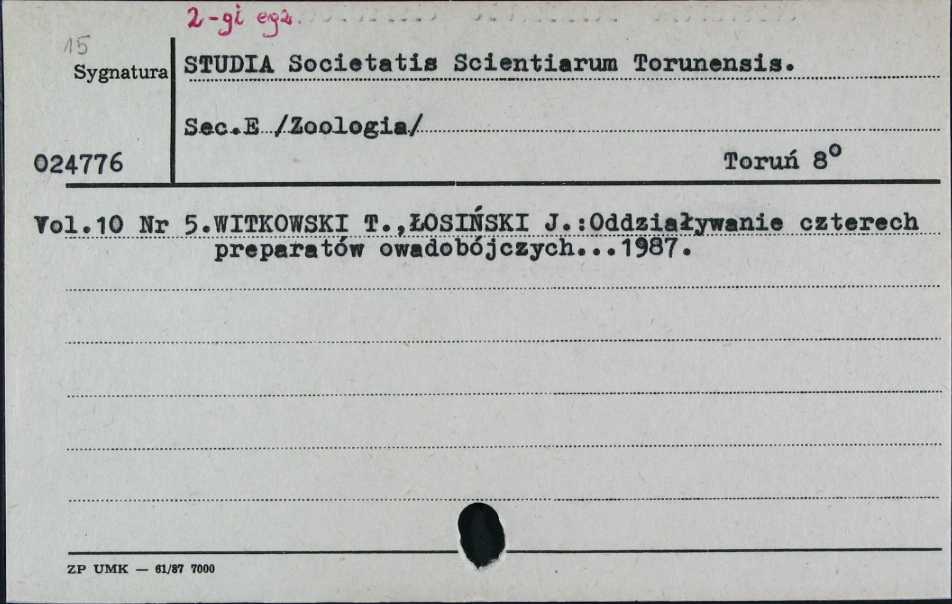 2-gi egz.
15
Sygnatura
STUDIA Societatis Scientiarum Torunensis.
Sec.E /Zoologia/
024776
Toruń 8°
Vol.10 Nr 5.WITKOWSKI T.,ŁOSIŃSKI J.:Oddziaływanie czterech
preparatów owadobójczych...1987.
ZP UMK — 61/87 7000